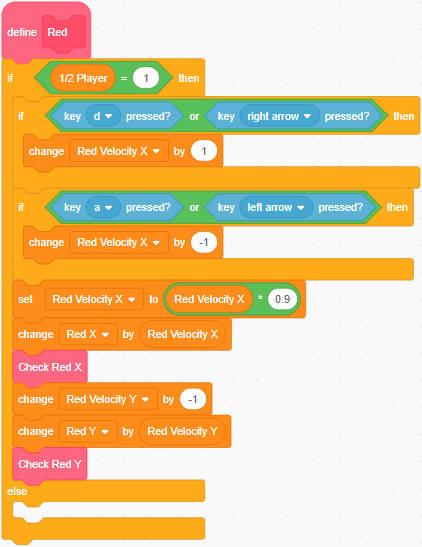 define Red
if 1/2 Player = 1 then
if key d pressed? or key right arrow pressed? then
change Red Velocity X by 1
if key a pressed? or key left arrow pressed? then
change Red Velocity X by -1
set Red Velocity X to Red Velocity X * 0.9
change Red X by Red Velocity X
Check Red X
change Red Velocity Y by -1
change Red Y by Red Velocity Y
Check Red Y
else